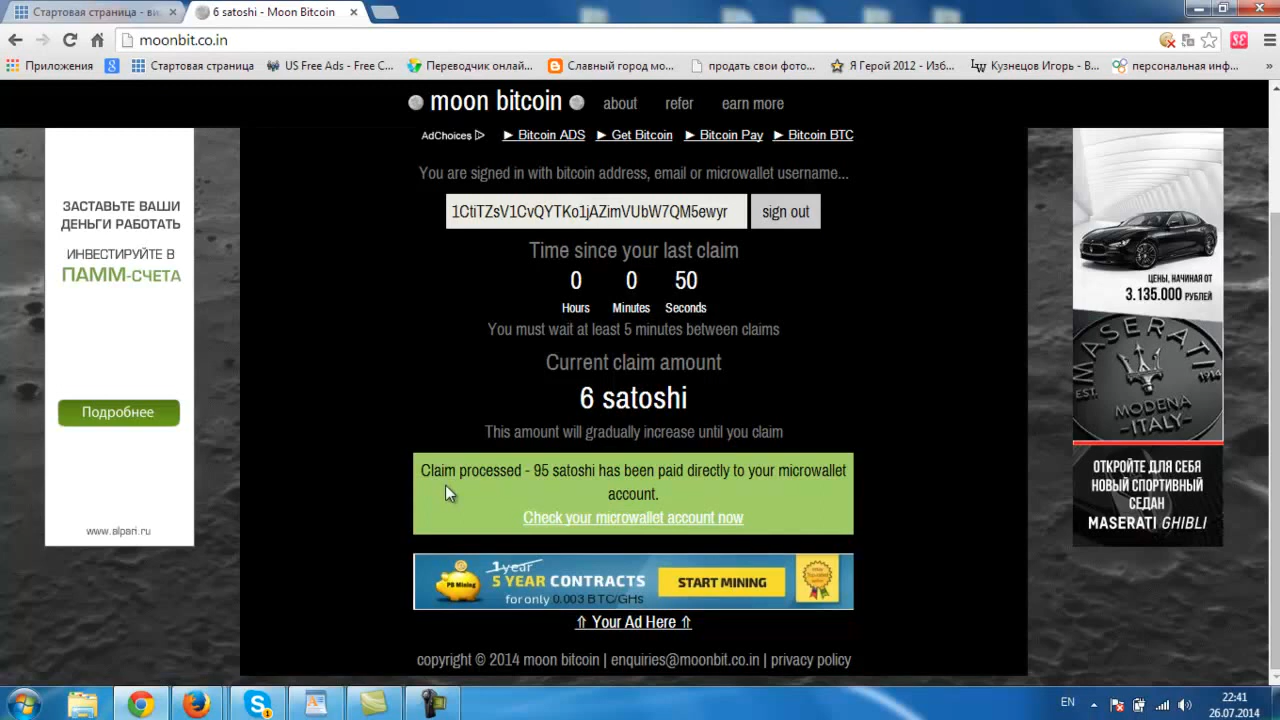 Стартовая страница - ви
6 satoshi - Moon Bitcoin
moonbit.co.in
Приложения
Стартовая страница
US Free Ads - Free C...
Переводчик онлай...
Славный город мо...
продать свои фото...
Я Герой 2012 - Изб...
Кузнецов Игорь - В...
персональная инф...
moon bitcoin
about
refer
earn more
AdChoices
► Bitcoin ADS
► Get Bitcoin
► Bitcoin Pay
► Bitcoin BTC
You are signed in with bitcoin address, email or microwallet username...
1CtiTZsV1CvQYTKo1jAZimVUbW7QM5ewyr
sign out
Time since your last claim
0 0 50
Hours Minutes Seconds
You must wait at least 5 minutes between claims
Current claim amount
6 satoshi
This amount will gradually increase until you claim
Claim processed - 95 satoshi has been paid directly to your microwallet
account.
Check your microwallet account now
PB Mining
1 year
5 YEAR CONTRACTS
for only 0.003 BTC/GHs
START MINING
⇑ Your Ad Here ⇑
copyright © 2014 moon bitcoin | enquiries@moonbit.co.in | privacy policy
ЗАСТАВЬТЕ ВАШИ
ДЕНЬГИ РАБОТАТЬ
ИНВЕСТИРУЙТЕ В
ПАММ-СЧЕТА
Подробнее
www.alpari.ru
ЦЕНЫ, НАЧИНАЯ ОТ
3.135.000 РУБЛЕЙ
MASERATI
EST. 1914
MODENA
-ITALY-
ОТКРОЙТЕ ДЛЯ СЕБЯ
НОВЫЙ СПОРТИВНЫЙ
СЕДАН
MASERATI GHIBLI
EN
22:41
26.07.2014